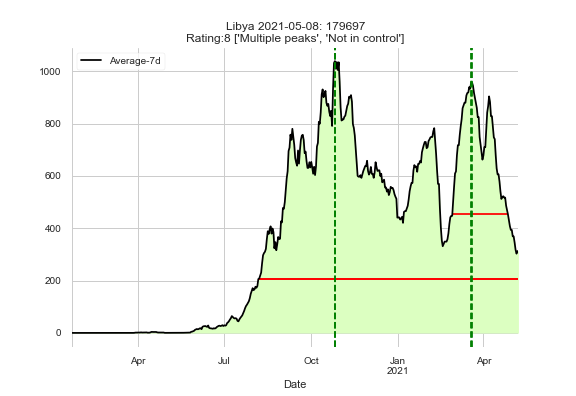 Libya 2021-05-08: 179697
Rating:8 ['Multiple peaks', 'Not in control']
Average-7d
1000
800
600
400
200
0
Apr
Jul
Oct
Jan
2021
Apr
Date